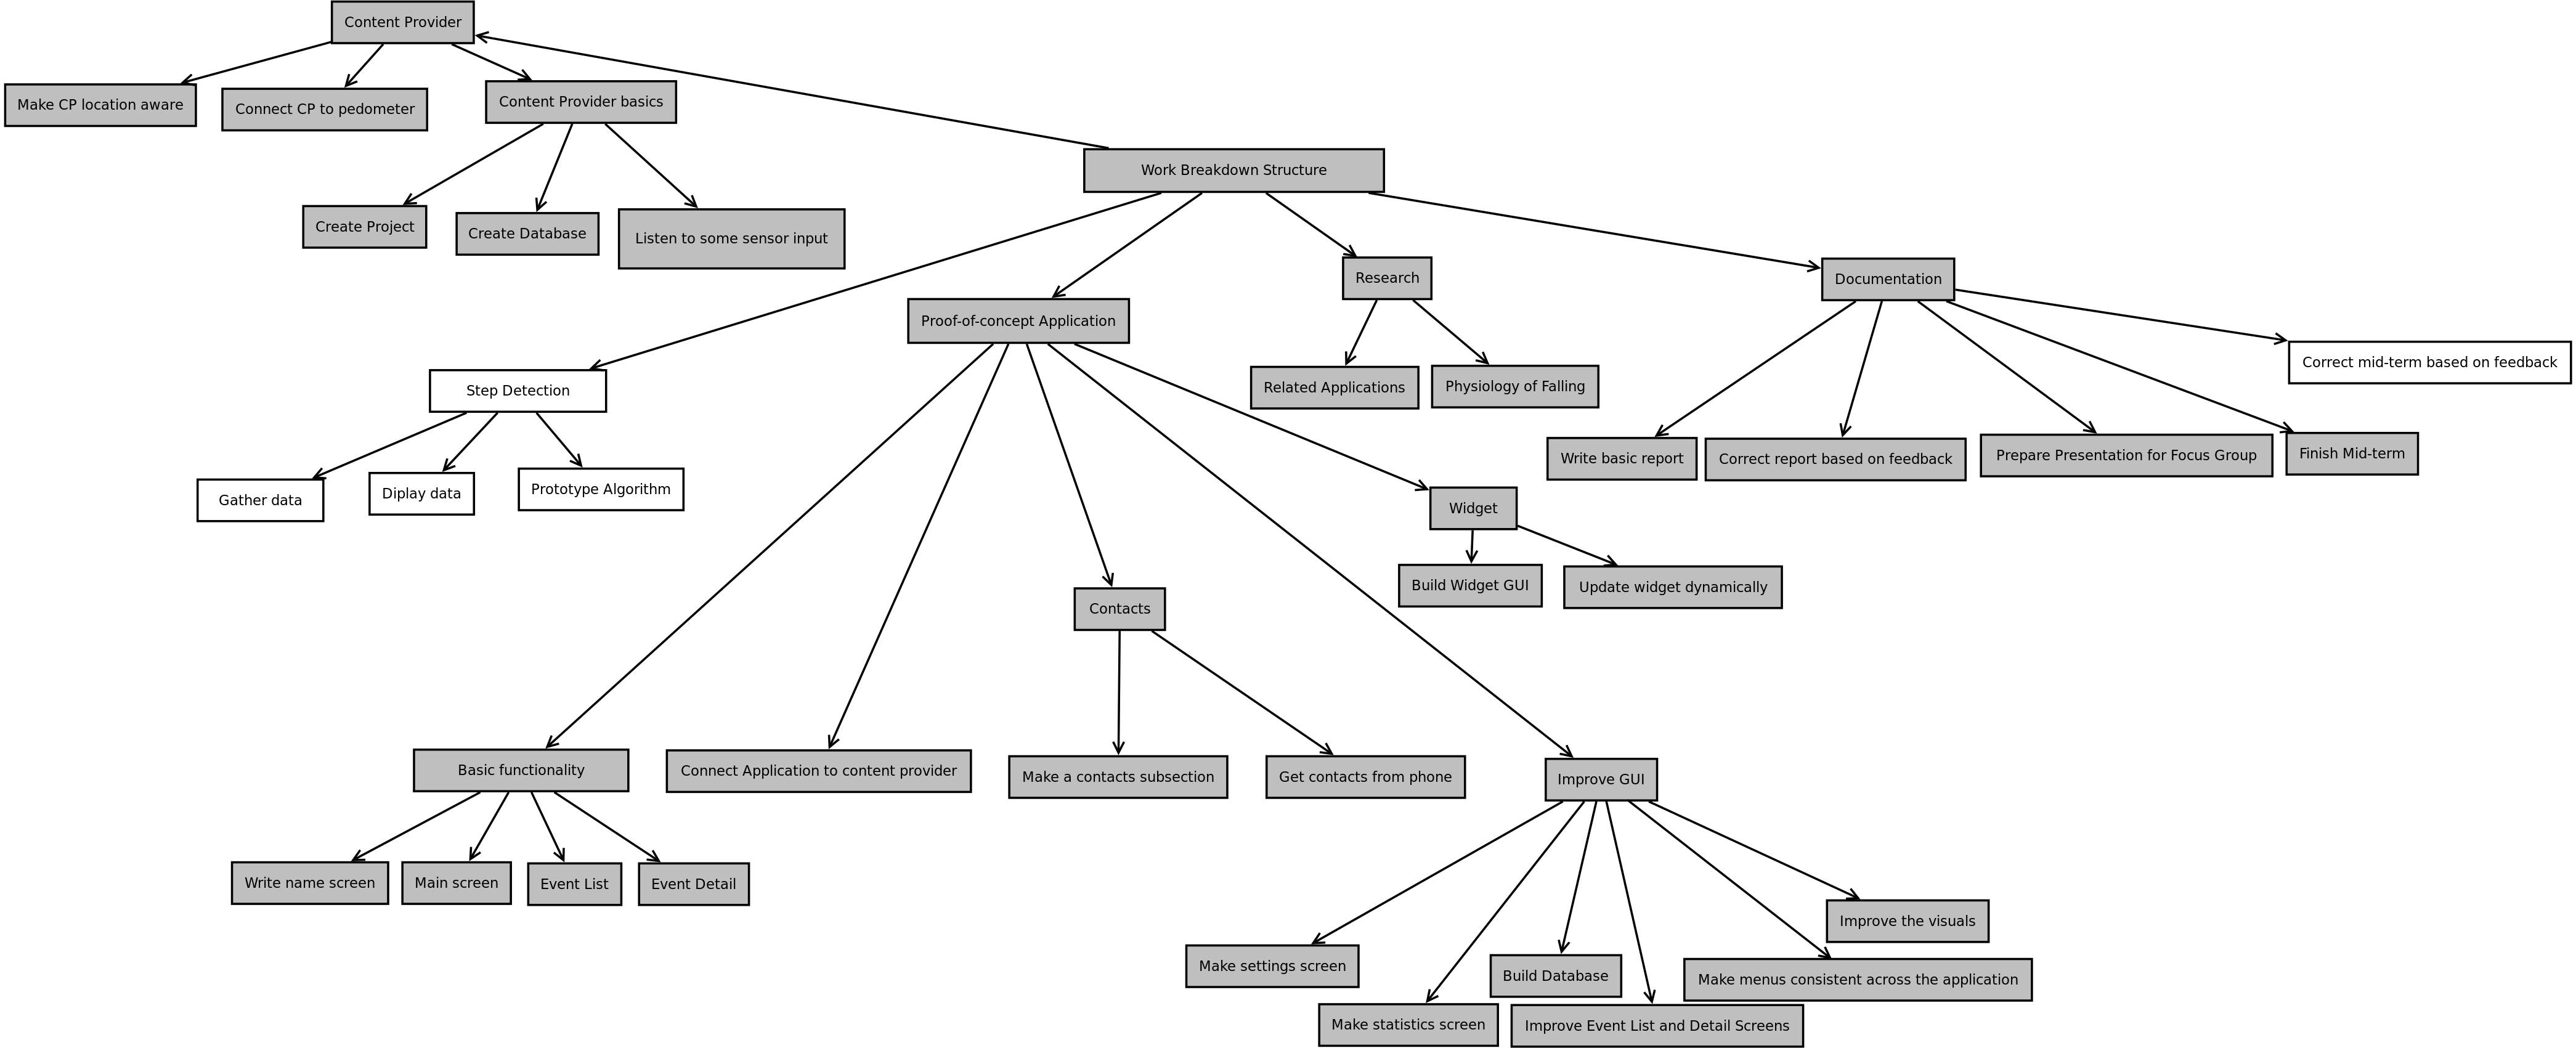 Content Provider
Make CP location aware
Connect CP to pedometer
Content Provider basics
Create Project
Create Database
Listen to some sensor input
Work Breakdown Structure
Step Detection
Gather data
Diplay data
Prototype Algorithm
Proof-of-concept Application
Research
Related Applications
Physiology of Falling
Documentation
Correct mid-term based on feedback
Write basic report
Correct report based on feedback
Prepare Presentation for Focus Group
Finish Mid-term
Widget
Build Widget GUI
Update widget dynamically
Contacts
Make a contacts subsection
Get contacts from phone
Basic functionality
Connect Application to content provider
Write name screen
Main screen
Event List
Event Detail
Improve GUI
Make settings screen
Make statistics screen
Build Database
Improve Event List and Detail Screens
Make menus consistent across the application
Improve the visuals